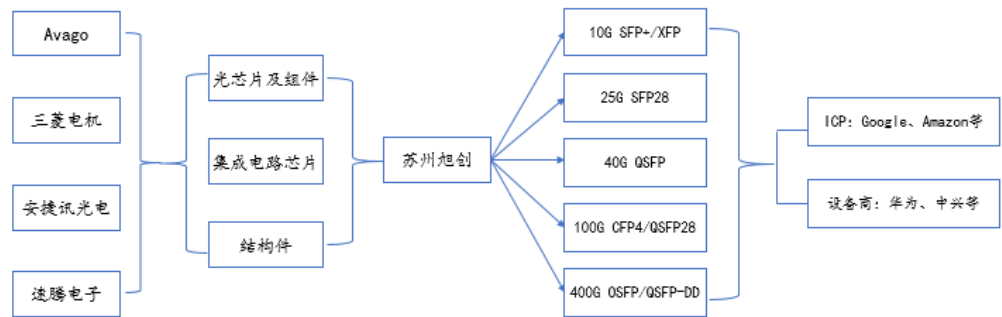 Avago
三菱电机
安捷讯光电
速腾电子
光芯片及组件
集成电路芯片
结构件
苏州旭创
10G SFP+/XFP
25G SFP28
40G QSFP
100G CFP4/QSFP28
400G OSFP/QSFP-DD
ICP: Google、Amazon等
设备商: 华为、中兴等